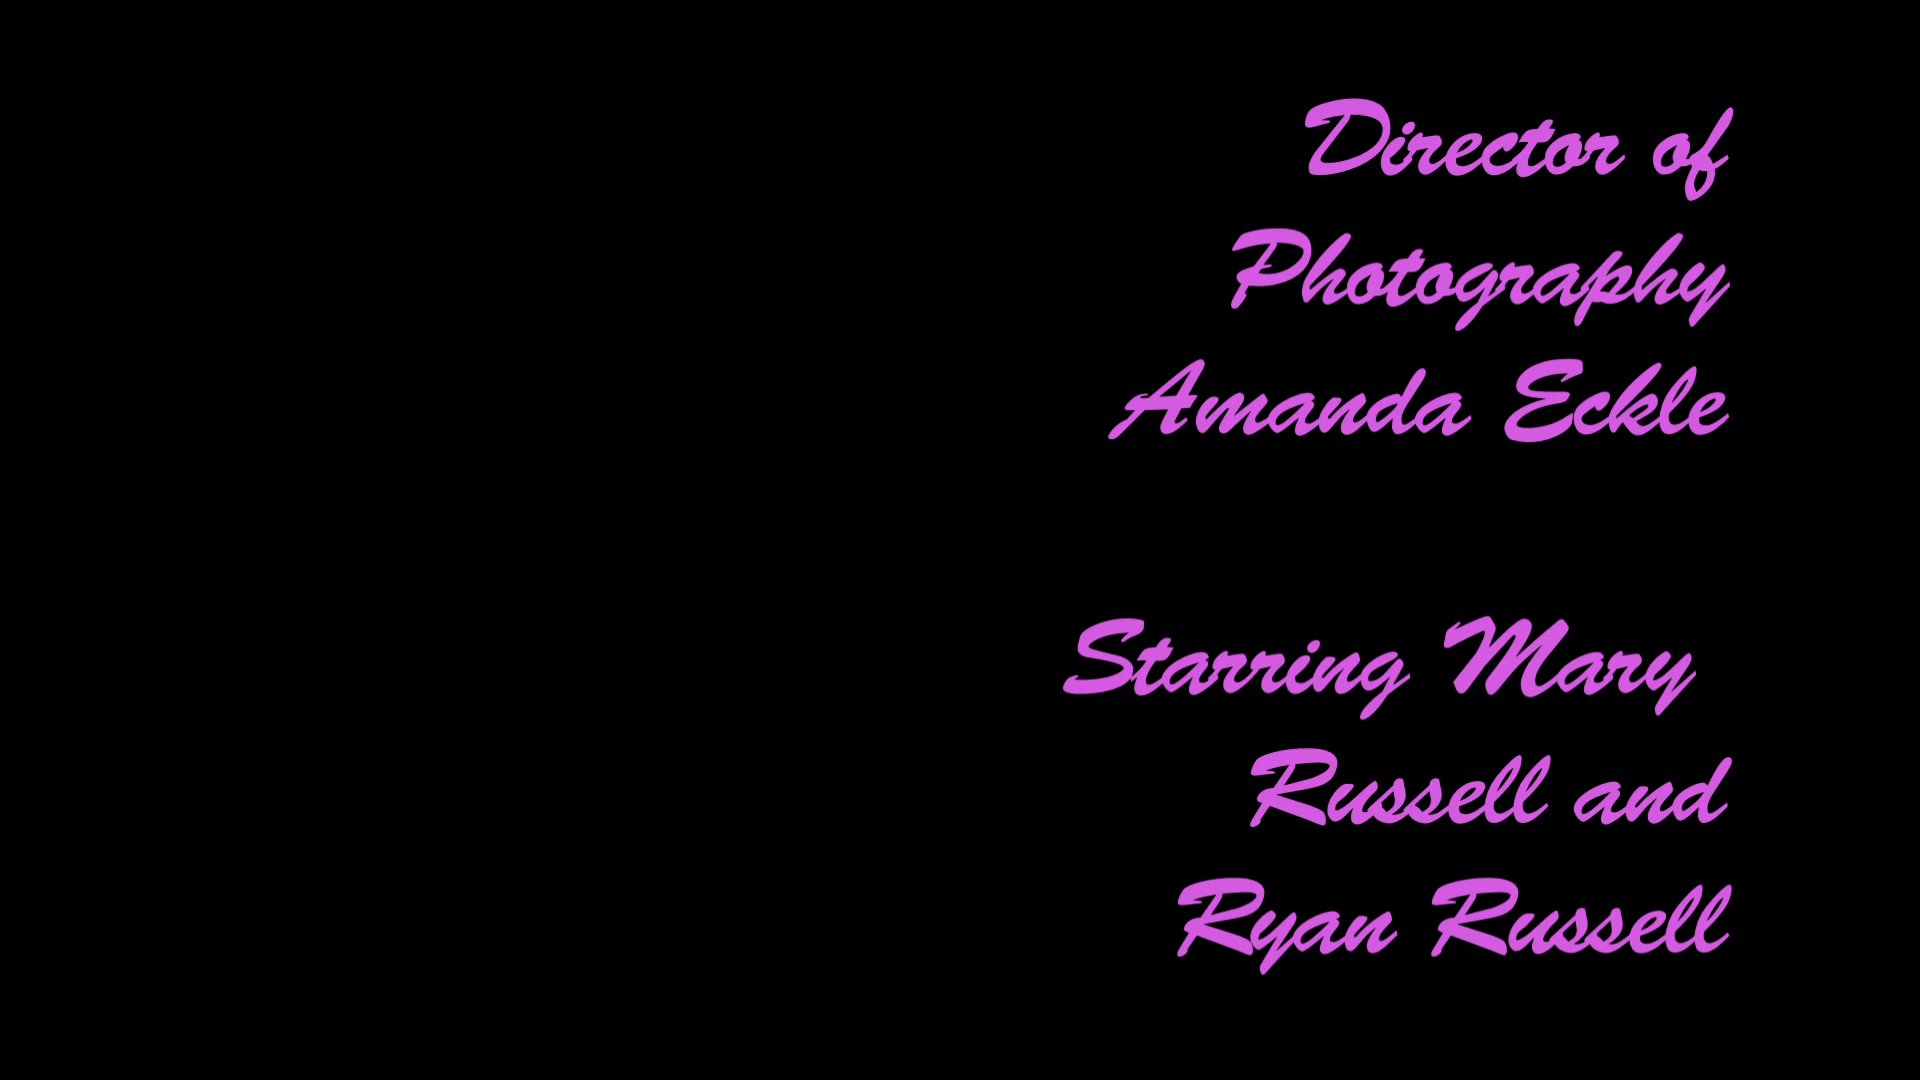 Director of
Photography
Amanda Eckle
Starring Mary
Russell and
Ryan Russell